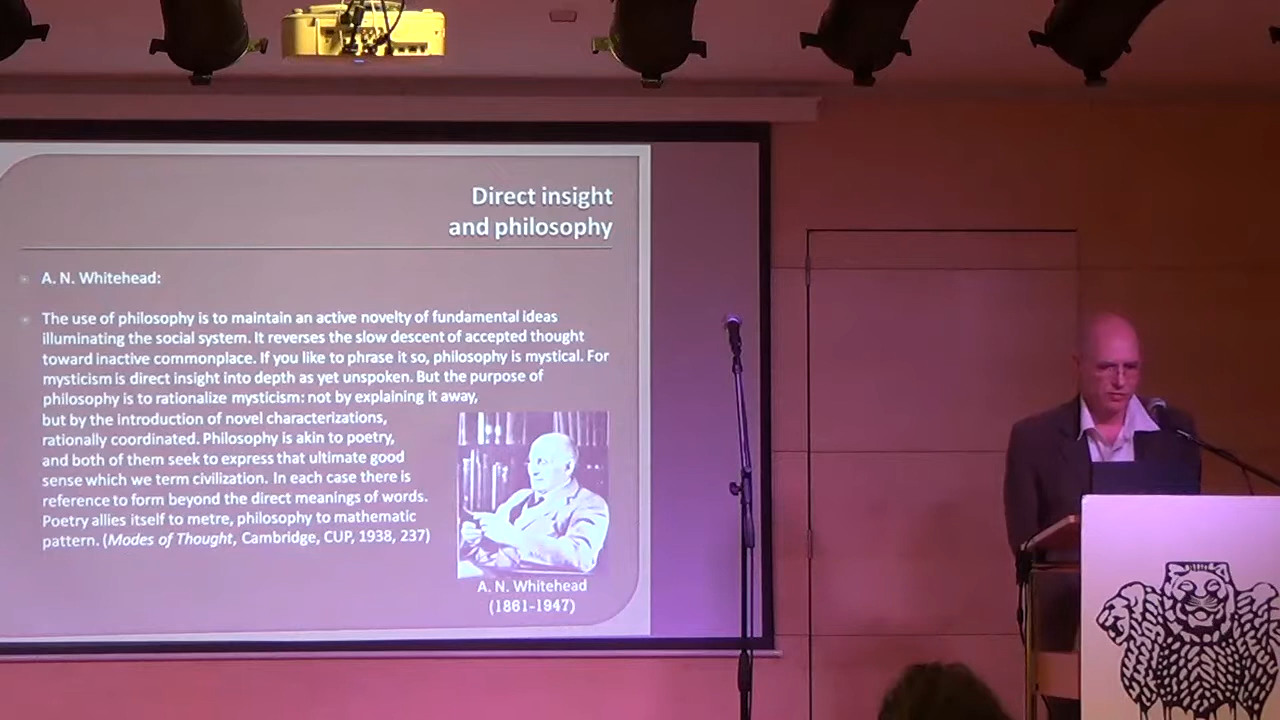 Direct insight
and philosophy
A. N. Whitehead:
The use of philosophy is to maintain an active novelty of fundamental ideas
illuminating the social system. It reverses the slow descent of accepted thought
toward inactive commonplace. If you like to phrase it so, philosophy is mystical. For
mysticism is direct insight into depth as yet unspoken. But the purpose of
philosophy is to rationalize mysticism: not by explaining it away,
but by the introduction of novel characterizations,
rationally coordinated. Philosophy is akin to poetry,
and both of them seek to express that ultimate good
sense which we term civilization. In each case there is
reference to form beyond the direct meanings of words.
Poetry allies itself to metre, philosophy to mathematic
pattern. (Modes of Thought, Cambridge, CUP, 1938, 237)
A. N. Whitehead
(1861-1947)